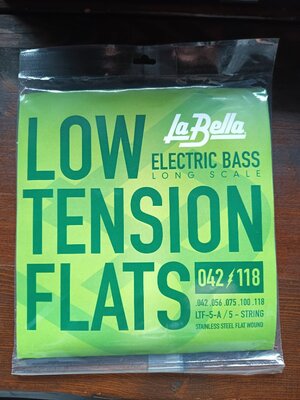 La Bella
LOW
ELECTRIC BASS
LONG SCALE
TENSION
FLATS
042 118
.042 .056 .075 .100 .118
LTF-5-A / 5 - STRING
STAINLESS STEEL FLAT WOUND